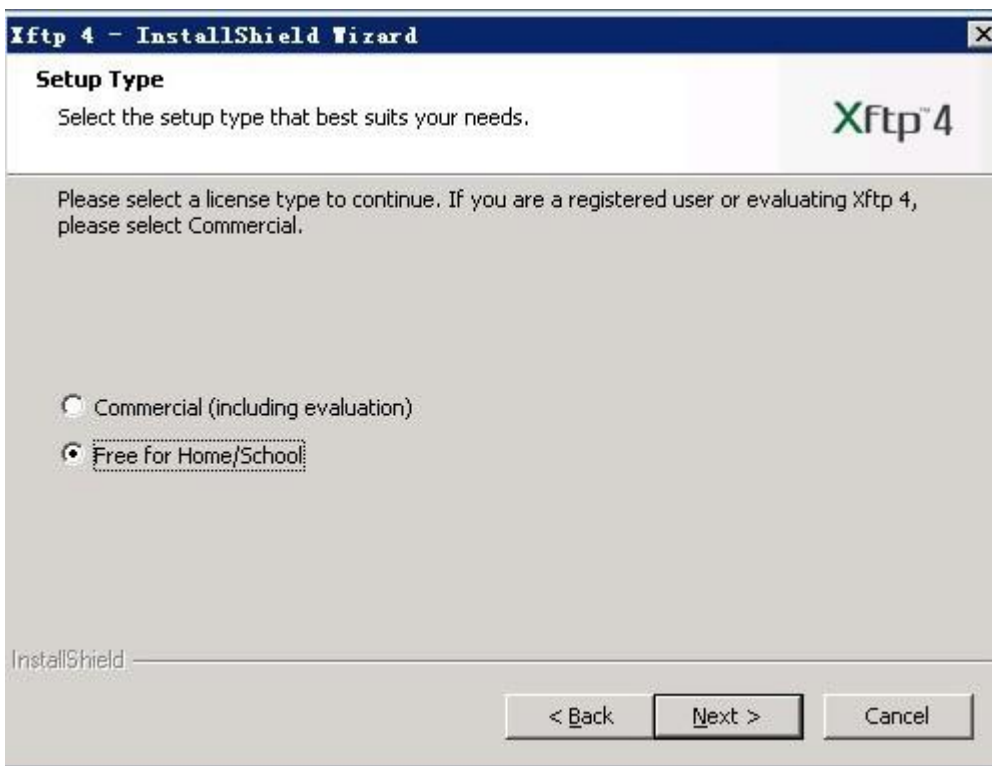 Xftp 4 - InstallShield Wizard
Setup Type
Select the setup type that best suits your needs.
Xftp™4
Please select a license type to continue. If you are a registered user or evaluating Xftp 4,
please select Commercial.
Commercial (including evaluation)
Free for Home/School
InstallShield
< Back
Next >
Cancel